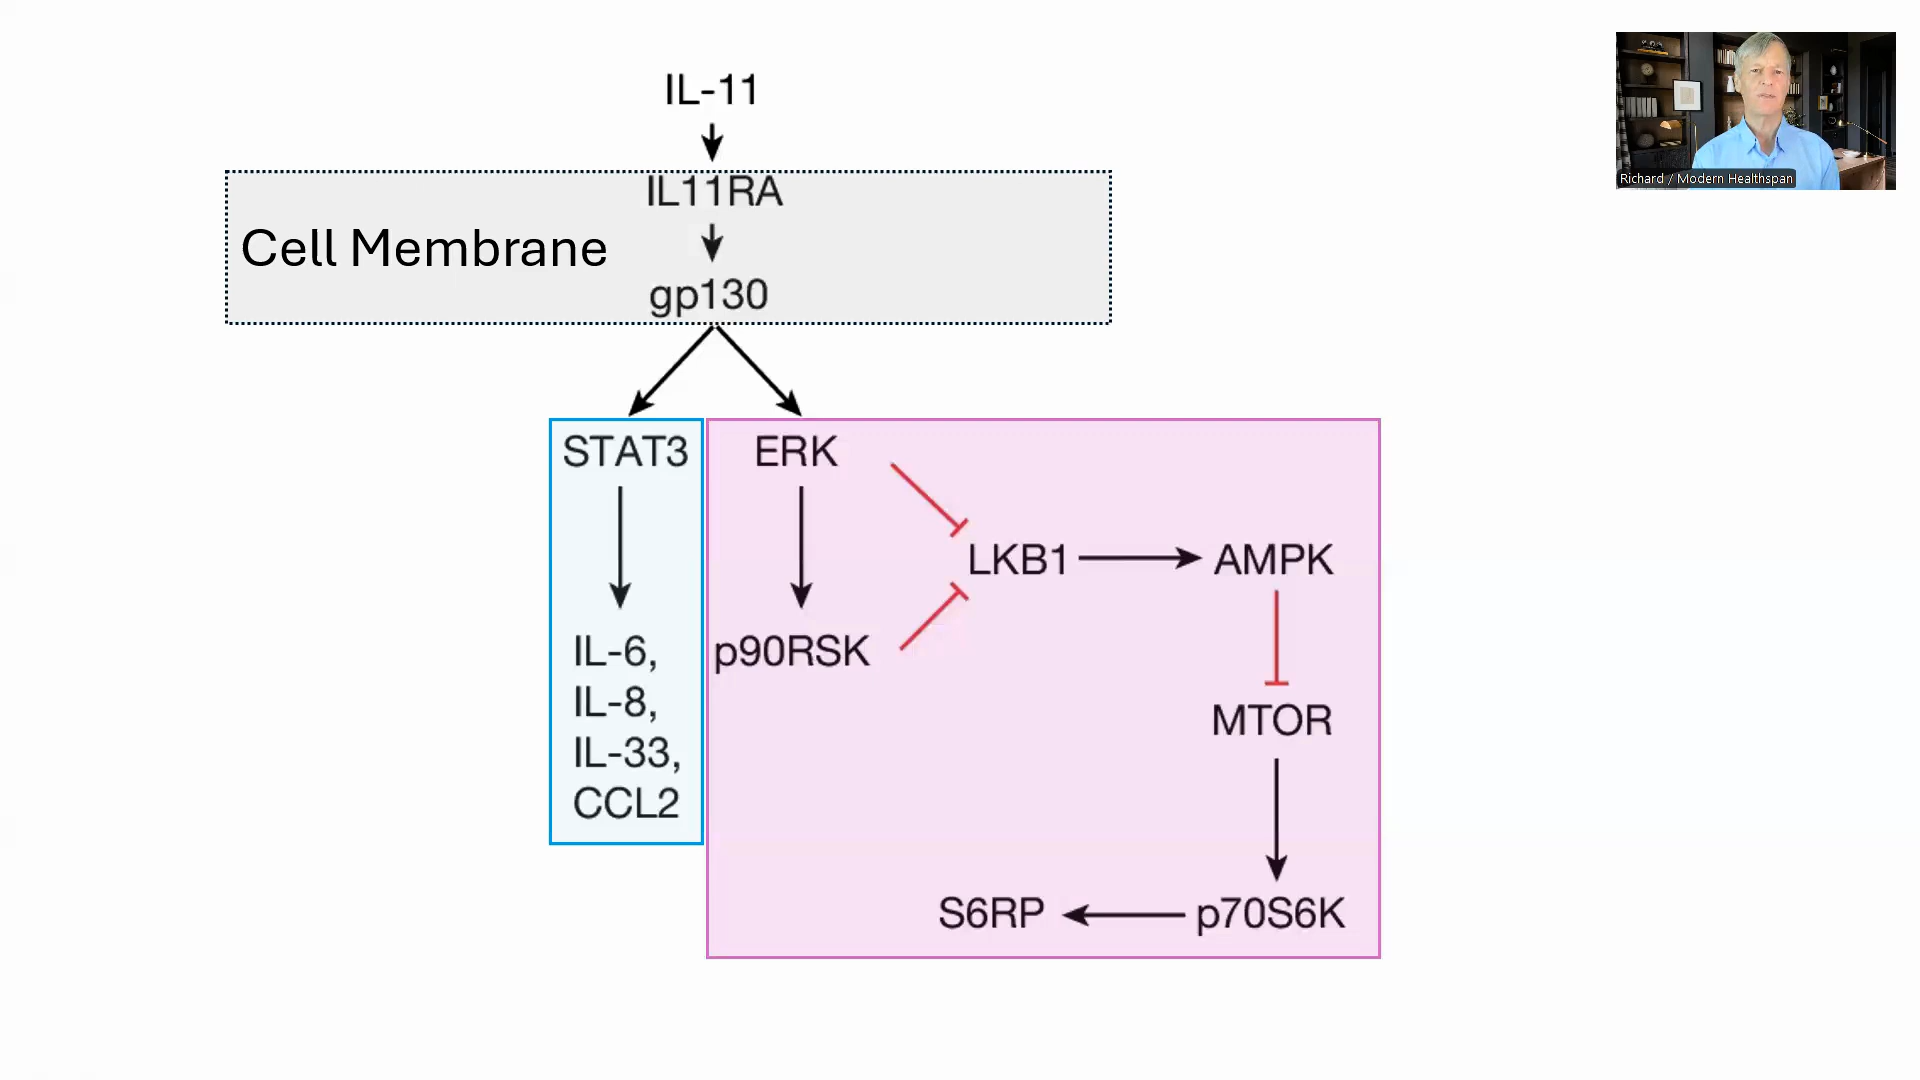 IL-11
IL11RA
Cell Membrane
gp130
STAT3
ERK
LKB1
AMPK
IL-6,
IL-8,
IL-33,
CCL2
p90RSK
MTOR
S6RP
p70S6K
Richard / Modern Healthspan